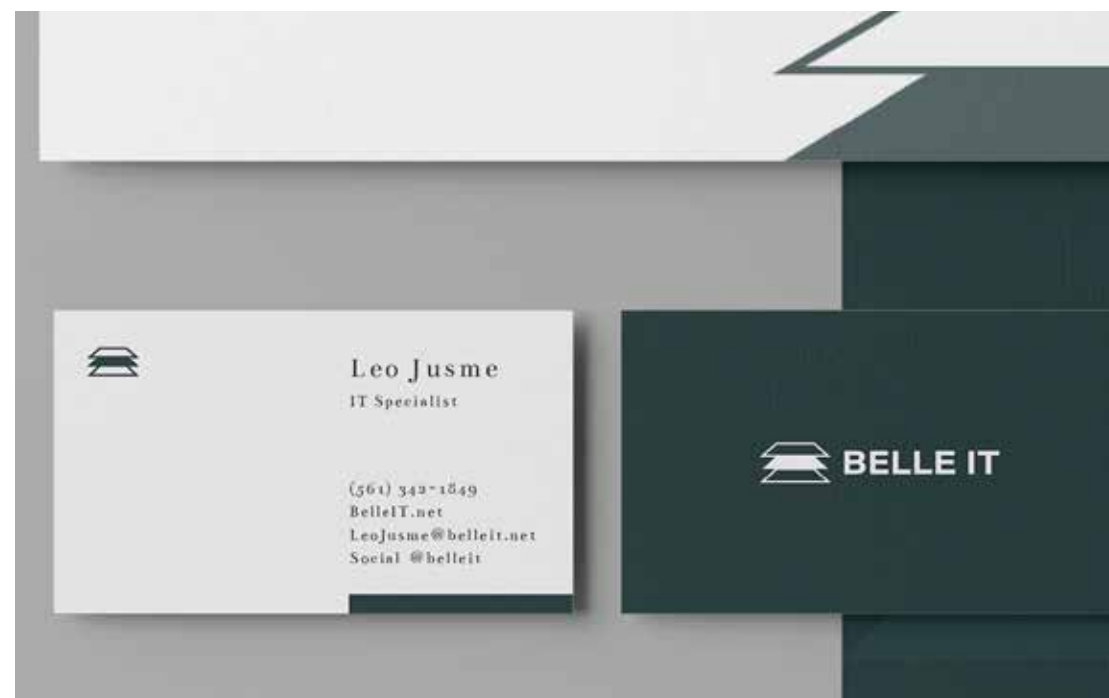 Leo Jusme
IT Specialist
(561) 342-1849
BelleIT.net
LeoJusme@belleit.net
Social @belleit
BELLE IT